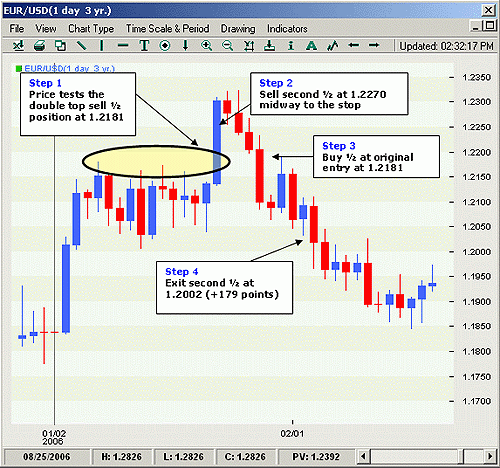 EUR/USD(1 day 3 yr.)
File View Chart Type Time Scale & Period Drawing Indicators
T A Updated: 02:32:17 PM
EUR/USD(1 day 3 yr.)
Step 1
Price tests the
double top sell ½
position at 1.2181
Step 2
Sell second ½ at 1.2270
midway to the stop
Step 3
Buy ½ at original
entry at 1.2181
Step 4
Exit second ½ at
1.2002 (+179 points)
1.2350
1.2300
1.2250
1.2200
1.2150
1.2100
1.2050
1.2000
1.1950
1.1900
1.1850
1.1800
1.1750
1.1700
01/02
2006
02/01
08/25/2006 H: 1.2826 L: 1.2826 C: 1.2826 PV: 1.2392